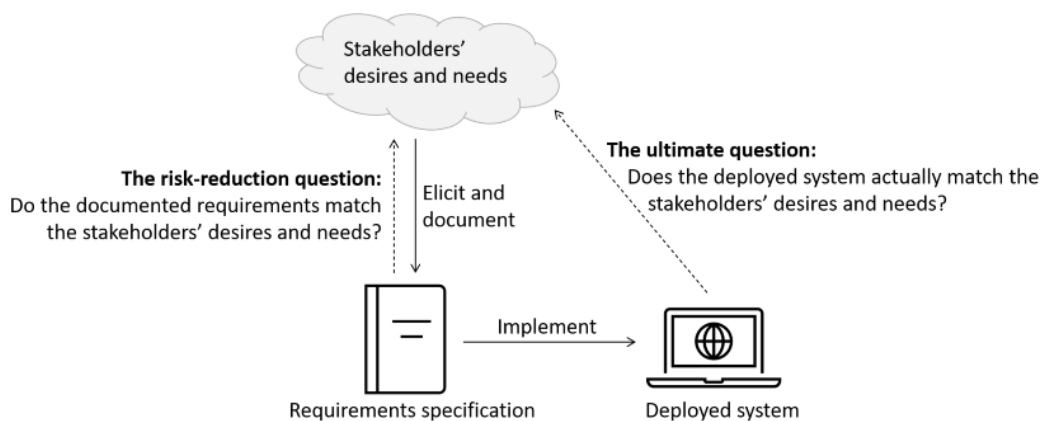 Stakeholders'
desires and needs
The risk-reduction question:
Do the documented requirements match
the stakeholders' desires and needs?
Elicit and
document
The ultimate question:
Does the deployed system actually match the
stakeholders' desires and needs?
Implement
Requirements specification
Deployed system